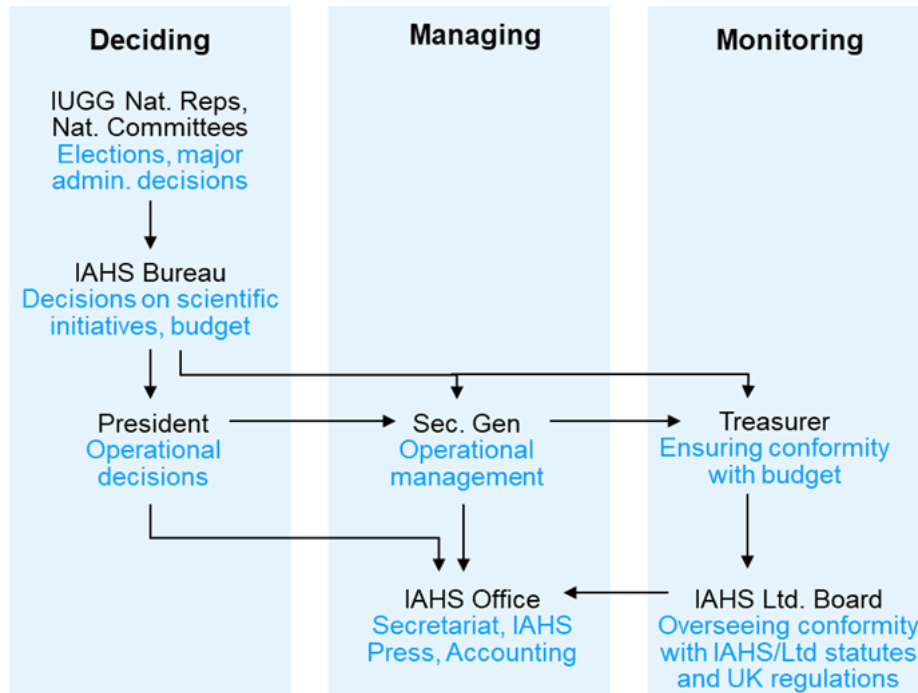 Deciding
Managing
Monitoring
IUGG Nat. Reps,
Nat. Committees
Elections, major
admin. decisions
IAHS Bureau
Decisions on scientific
initiatives, budget
President
Operational
decisions
Sec. Gen
Operational
management
Treasurer
Ensuring conformity
with budget
IAHS Office
Secretariat, IAHS
Press, Accounting
IAHS Ltd. Board
Overseeing conformity
with IAHS/Ltd statutes
and UK regulations